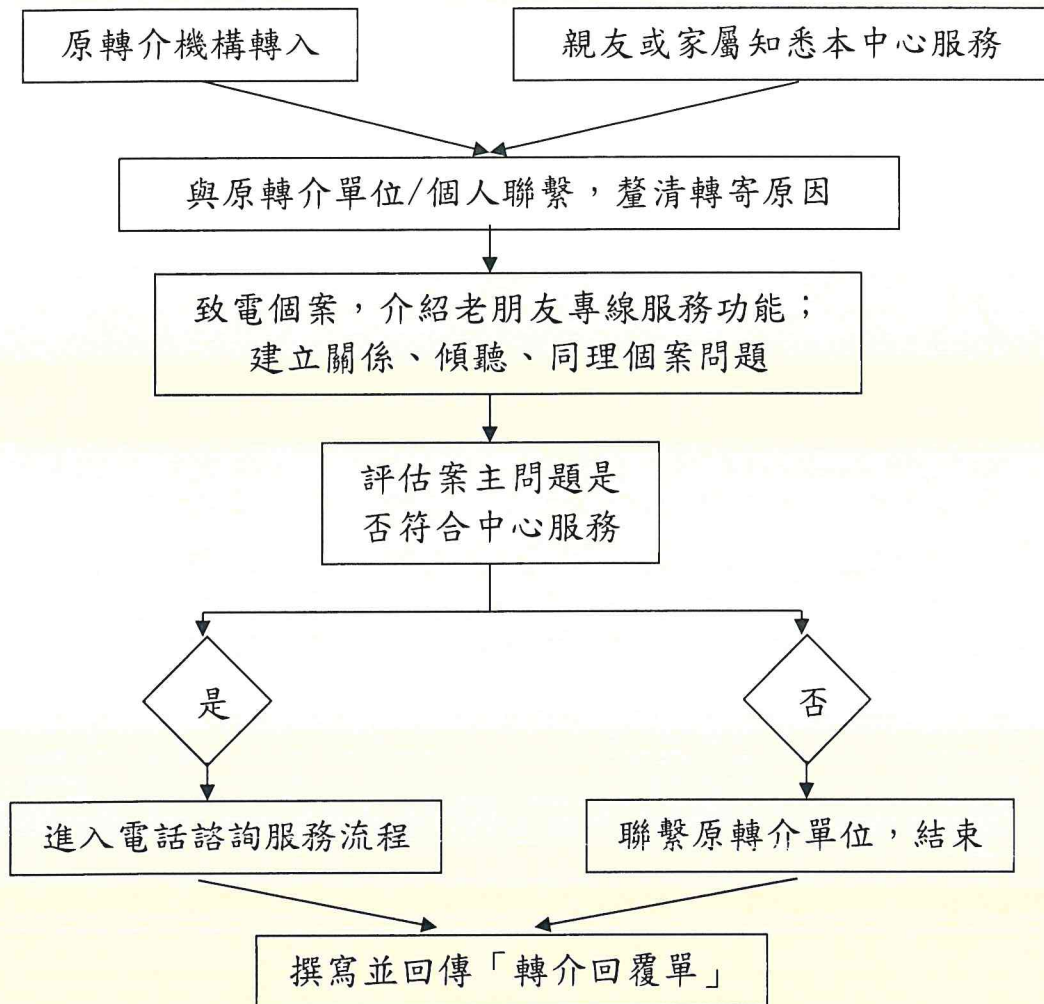 原轉介機構轉入
親友或家屬知悉本中心服務
與原轉介單位/個人聯繫，釐清轉寄原因
致電個案，介紹老朋友專線服務功能；
建立關係、傾聽、同理個案問題
評估案主問題是
否符合中心服務
是
否
進入電話諮詢服務流程
聯繫原轉介單位，結束
撰寫並回傳「轉介回覆單」